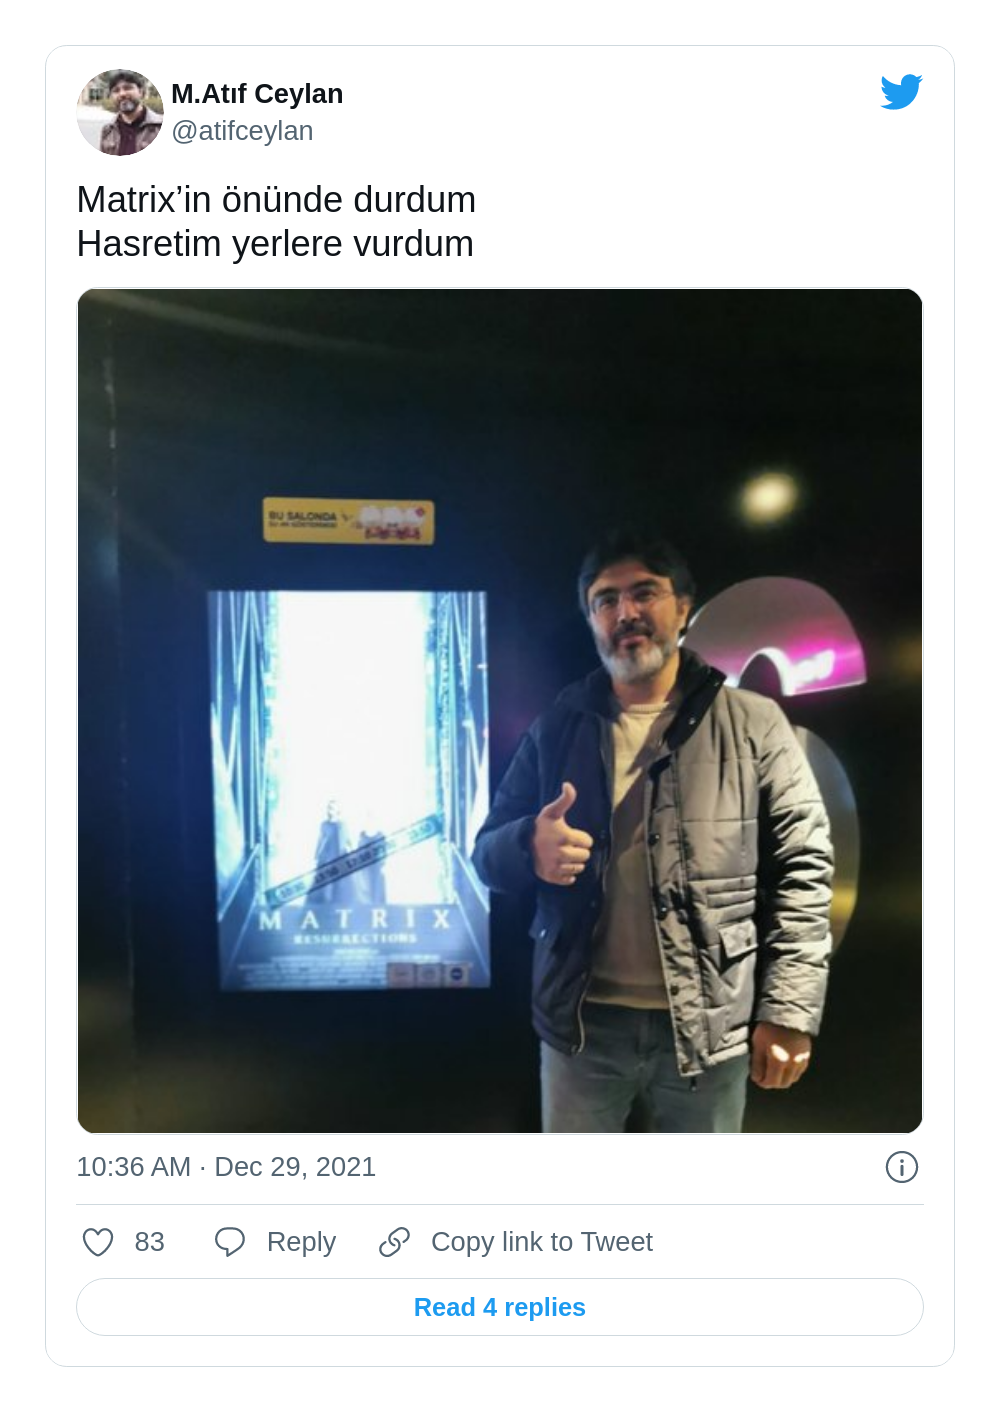 M.Atıf Ceylan
@atifceylan
Matrix’in önünde durdum
Hasretim yerlere vurdum
BU SALONDA
MATRIX
RESURRECTIONS
10:36 AM · Dec 29, 2021
83 Reply Copy link to Tweet
Read 4 replies